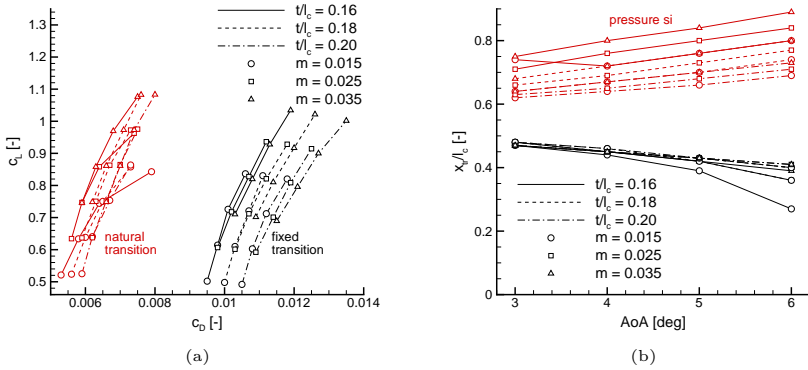 t/l_c = 0.16
t/l_c = 0.18
t/l_c = 0.20
m = 0.015
m = 0.025
m = 0.035
1.3
1.2
1.1
1
0.9
0.8
0.7
0.6
0.5
c_L [-]
natural
transition
fixed
transition
0.006
0.008
0.01
0.012
0.014
c_D [-]
(a)
pressure si
0.8
0.6
0.4
0.2
0
x_tr/l_c [-]
t/l_c = 0.16
t/l_c = 0.18
t/l_c = 0.20
m = 0.015
m = 0.025
m = 0.035
3
4
5
6
AoA [deg]
(b)